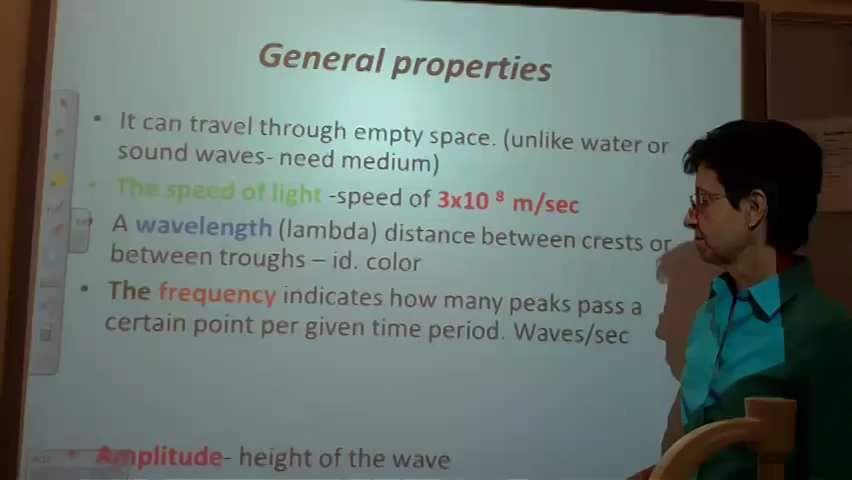 General properties
• It can travel through empty space. (unlike water or
sound waves- need medium)
• The speed of light -speed of 3x10 8 m/sec
• A wavelength (lambda) distance between crests or
between troughs – id. color
• The frequency indicates how many peaks pass a
certain point per given time period. Waves/sec
• Amplitude- height of the wave